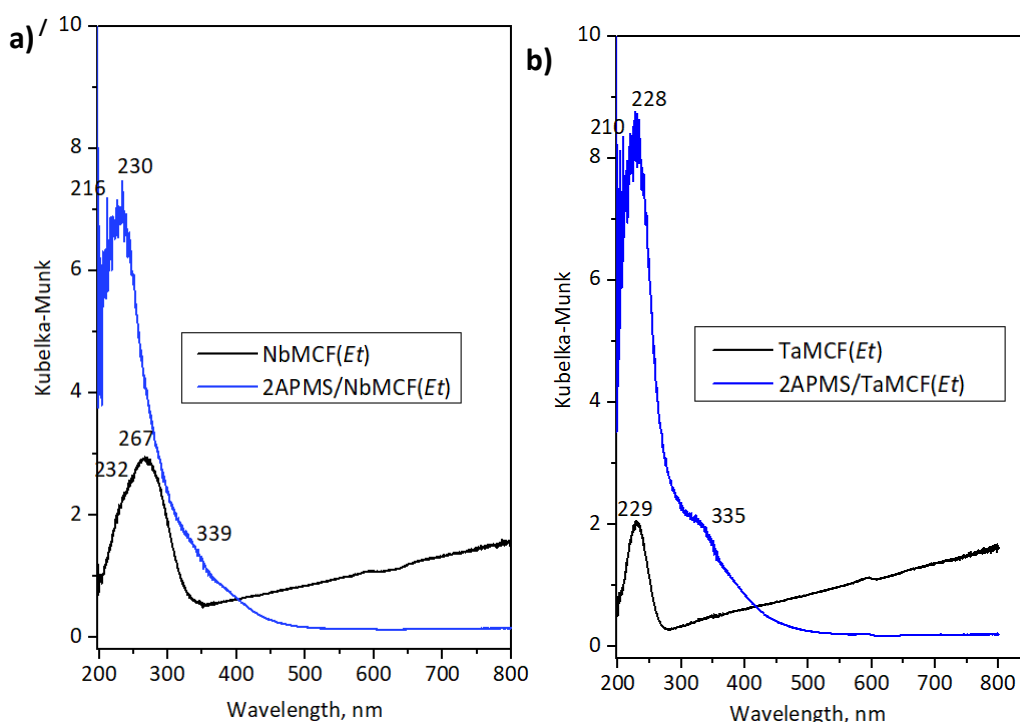 a) /
10
8
6
4
2
0
Kubelka-Munk
216
230
267
232
339
NbMCF(Et)
2APMS/NbMCF(Et)
200 300 400 500 600 700 800
Wavelength, nm
b)
10
8
6
4
2
0
Kubelka-Munk
228
210
229
335
TaMCF(Et)
2APMS/TaMCF(Et)
200 300 400 500 600 700 800
Wavelength, nm